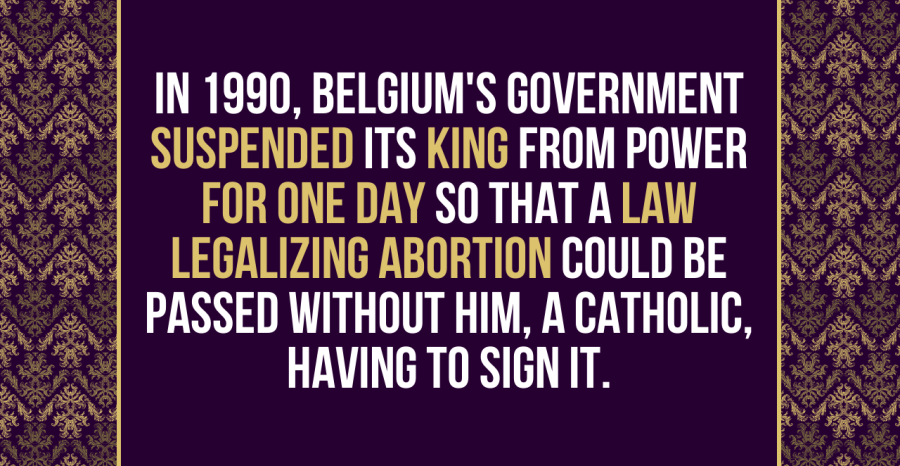 IN 1990, BELGIUM'S GOVERNMENT
SUSPENDED ITS KING FROM POWER
FOR ONE DAY SO THAT A LAW
LEGALIZING ABORTION COULD BE
PASSED WITHOUT HIM, A CATHOLIC,
HAVING TO SIGN IT.